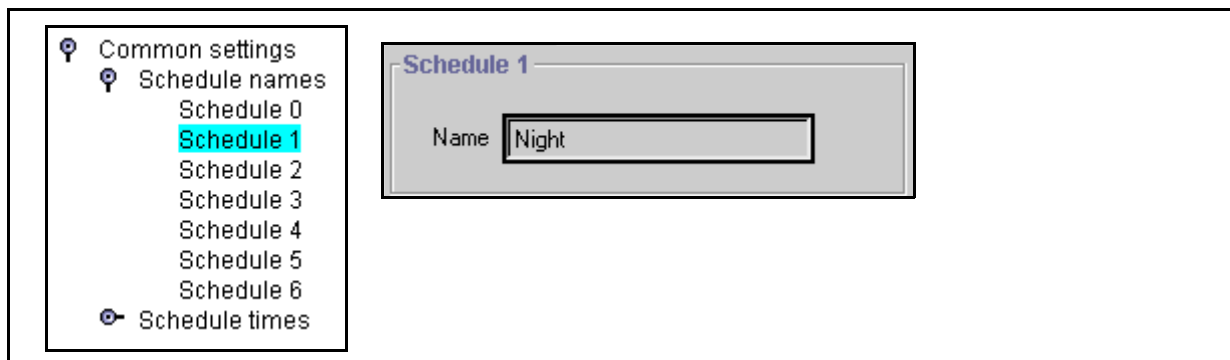 Common settings
Schedule names
Schedule 0
Schedule 1
Schedule 2
Schedule 3
Schedule 4
Schedule 5
Schedule 6
Schedule times
Schedule 1
Name Night